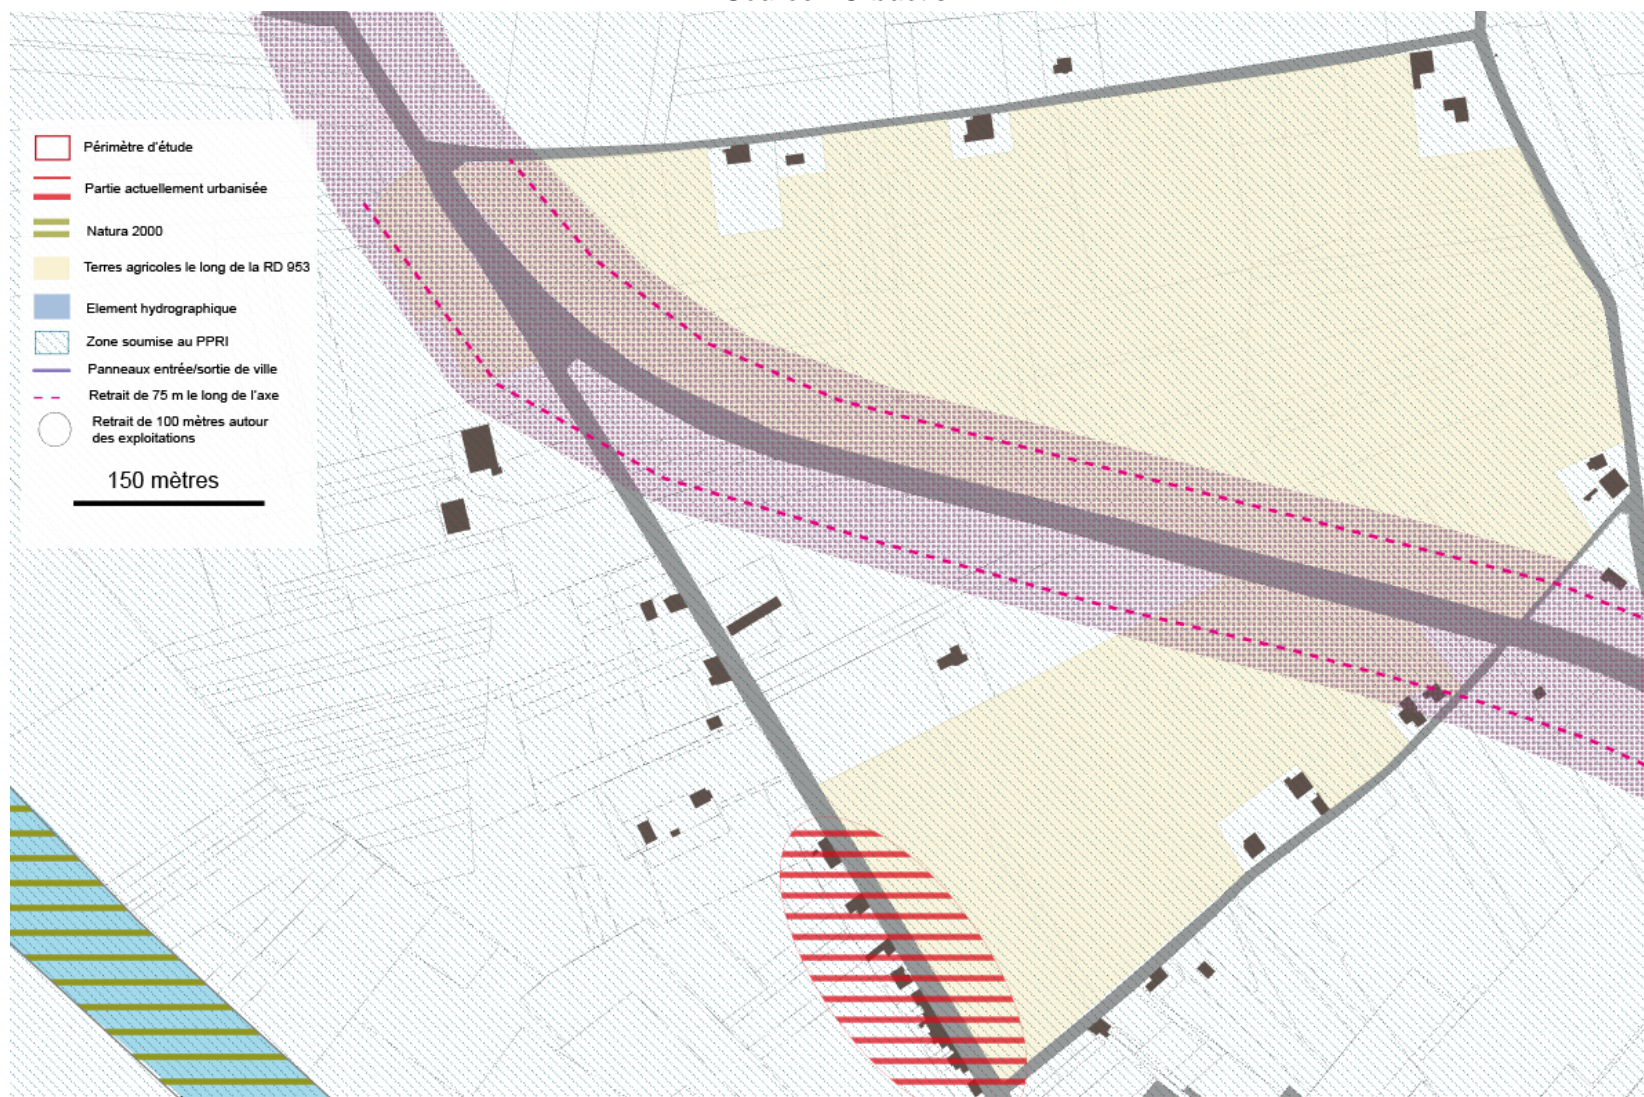 Périmètre d'étude
Partie actuellement urbanisée
Natura 2000
Terres agricoles le long de la RD 953
Element hydrographique
Zone soumise au PPRI
Panneaux entrée/sortie de ville
Retrait de 75 m le long de l'axe
Retrait de 100 mètres autour
des exploitations
150 mètres